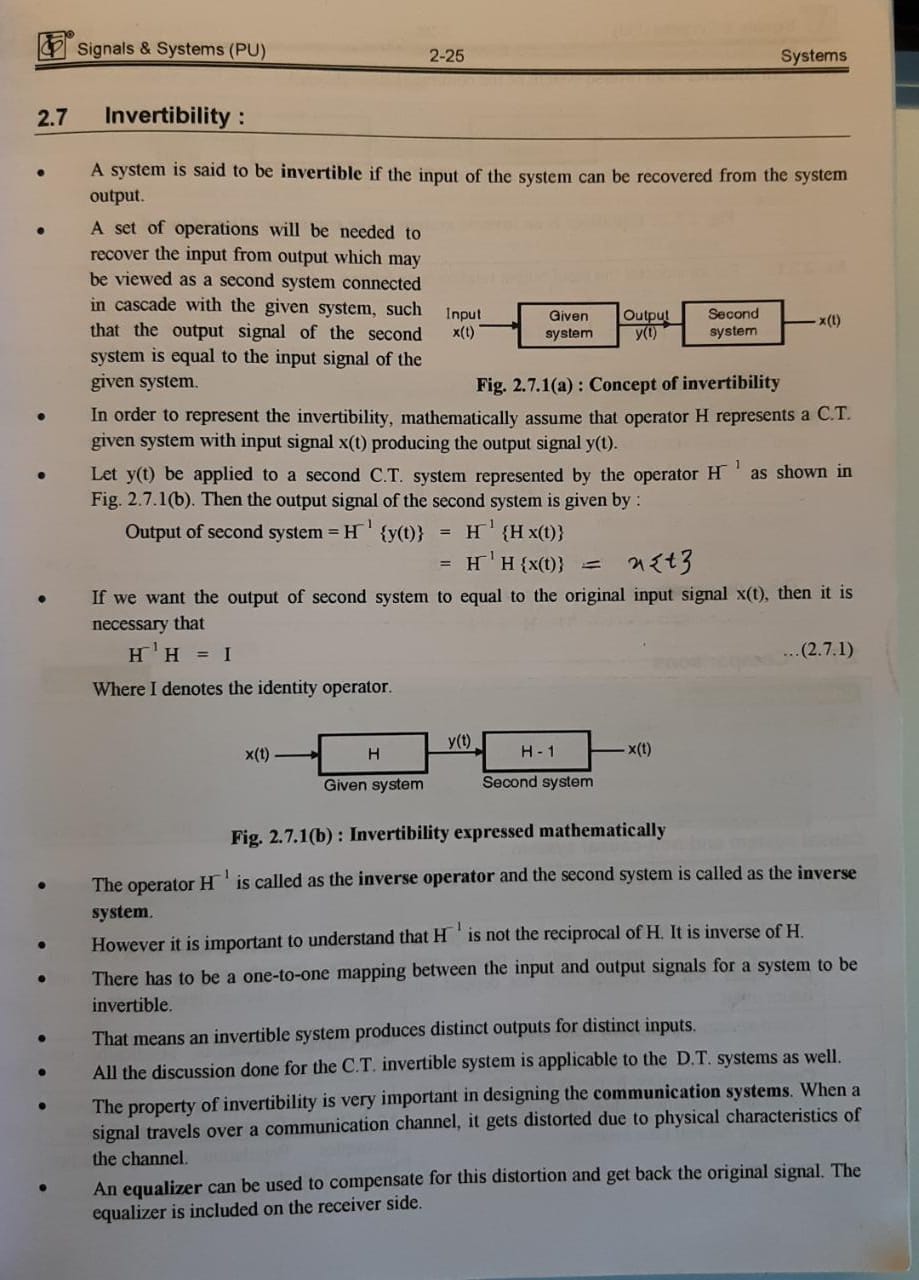 Signals & Systems (PU) 2-25 Systems
2.7 Invertibility :
• A system is said to be invertible if the input of the system can be recovered from the system
output.
• A set of operations will be needed to
recover the input from output which may
be viewed as a second system connected
in cascade with the given system, such
that the output signal of the second
system is equal to the input signal of the
given system.
Input
x(t)
Given
system
Output
y(t)
Second
system
x(t)
Fig. 2.7.1(a) : Concept of invertibility
• In order to represent the invertibility, mathematically assume that operator H represents a C.T.
given system with input signal x(t) producing the output signal y(t).
• Let y(t) be applied to a second C.T. system represented by the operator H⁻¹ as shown in
Fig. 2.7.1(b). Then the output signal of the second system is given by :
Output of second system = H⁻¹ {y(t)} = H⁻¹ {H x(t)}
= H⁻¹ H {x(t)} = x{t}
• If we want the output of second system to equal to the original input signal x(t), then it is
necessary that
H⁻¹ H = I ...(2.7.1)
Where I denotes the identity operator.
x(t) H y(t) H - 1 x(t)
Given system Second system
Fig. 2.7.1(b) : Invertibility expressed mathematically
• The operator H⁻¹ is called as the inverse operator and the second system is called as the inverse
system.
• However it is important to understand that H⁻¹ is not the reciprocal of H. It is inverse of H.
• There has to be a one-to-one mapping between the input and output signals for a system to be
invertible.
• That means an invertible system produces distinct outputs for distinct inputs.
• All the discussion done for the C.T. invertible system is applicable to the D.T. systems as well.
• The property of invertibility is very important in designing the communication systems. When a
signal travels over a communication channel, it gets distorted due to physical characteristics of
the channel.
• An equalizer can be used to compensate for this distortion and get back the original signal. The
equalizer is included on the receiver side.